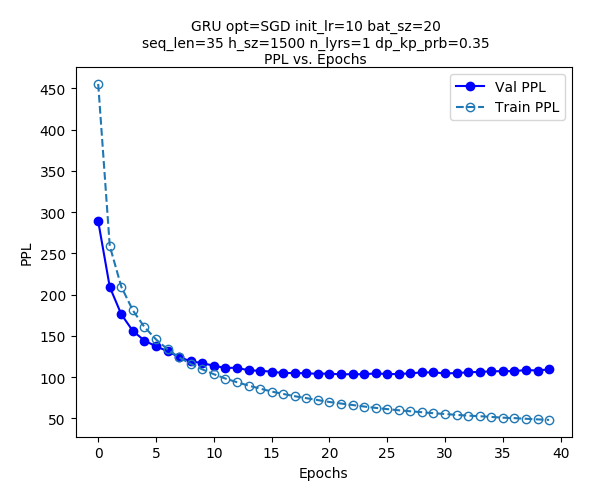 GRU opt=SGD init_lr=10 bat_sz=20
seq_len=35 h_sz=1500 n_lyrs=1 dp_kp_prb=0.35
PPL vs. Epochs
Val PPL
Train PPL
PPL
450
400
350
300
250
200
150
100
50
0 5 10 15 20 25 30 35 40
Epochs